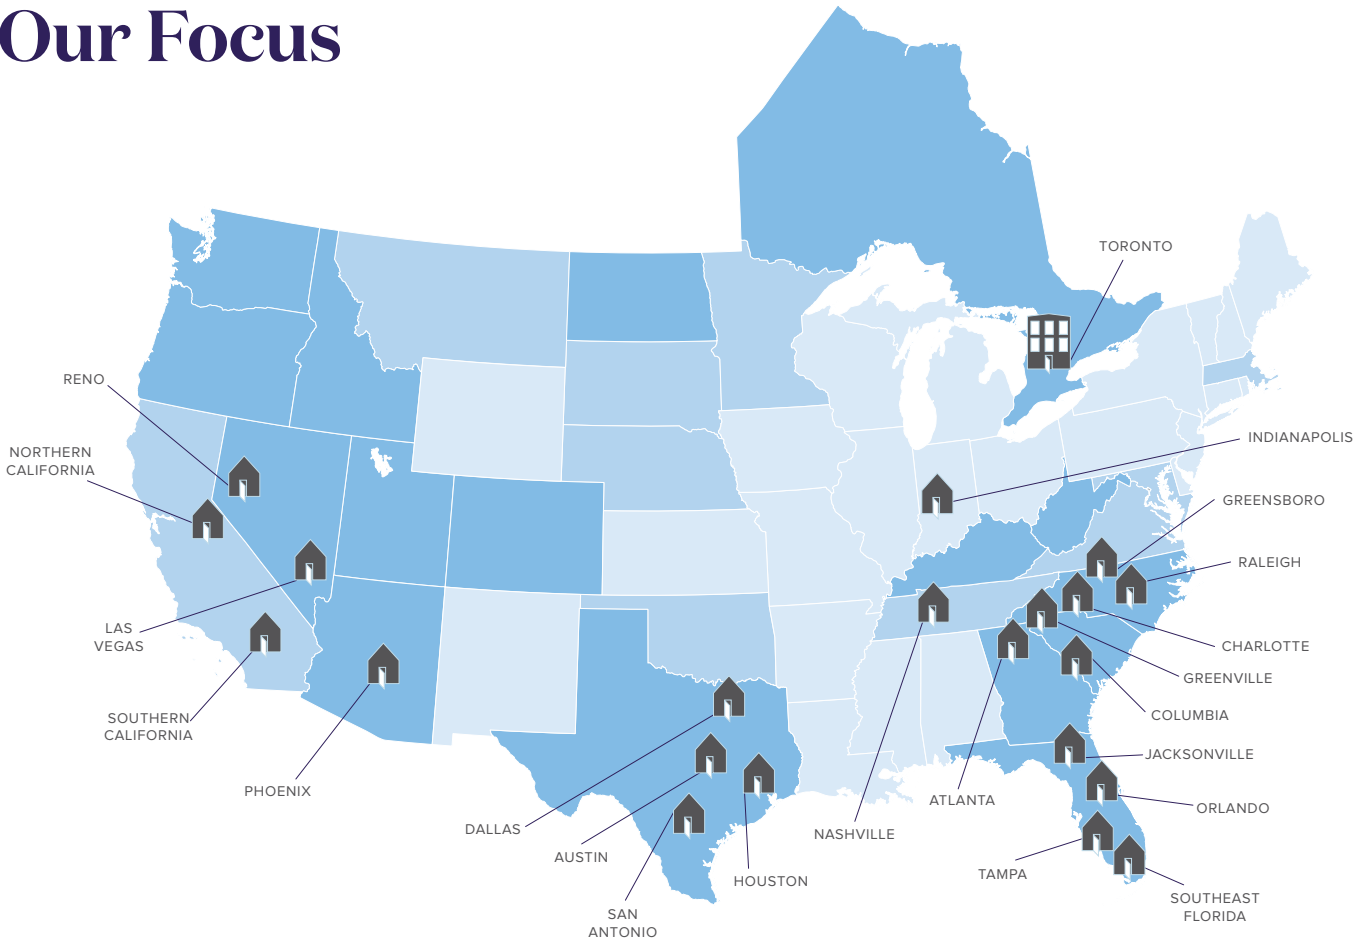 Our Focus
TORONTO
RENO
NORTHERN
CALIFORNIA
LAS
VEGAS
SOUTHERN
CALIFORNIA
PHOENIX
DALLAS
AUSTIN
SAN
ANTONIO
HOUSTON
NASHVILLE
ATLANTA
INDIANAPOLIS
GREENSBORO
RALEIGH
CHARLOTTE
GREENVILLE
COLUMBIA
JACKSONVILLE
ORLANDO
TAMPA
SOUTHEAST
FLORIDA